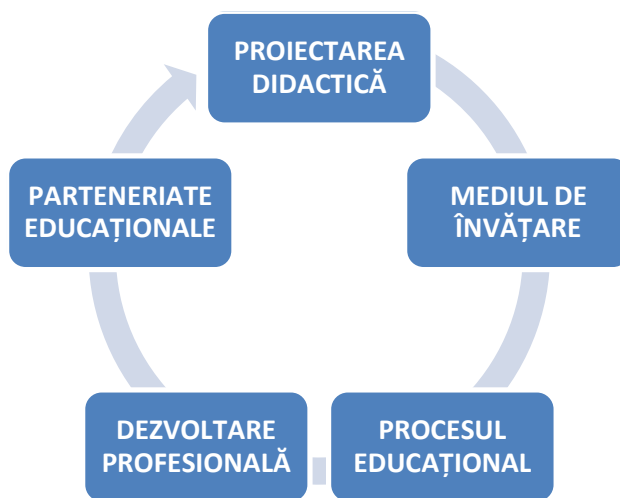 PROIECTAREA
DIDACTICĂ
MEDIUL DE
ÎNVĂȚARE
PROCESUL
EDUCAȚIONAL
DEZVOLTARE
PROFESIONALĂ
PARTENERIATE
EDUCAȚIONALE